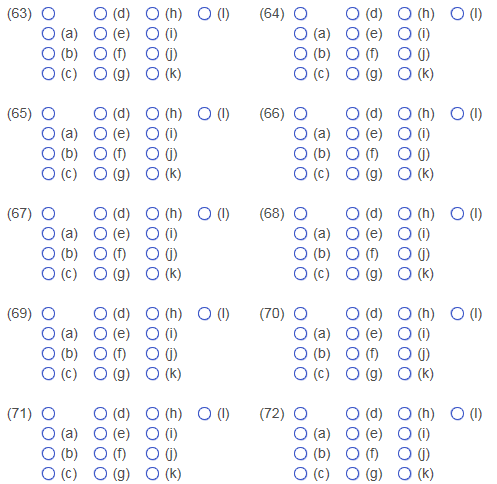 (63) (d) (h) (l) (64) (d) (h) (l)
(a) (e) (i) (a) (e) (i)
(b) (f) (j) (b) (f) (j)
(c) (g) (k) (c) (g) (k)
(65) (d) (h) (l) (66) (d) (h) (l)
(a) (e) (i) (a) (e) (i)
(b) (f) (j) (b) (f) (j)
(c) (g) (k) (c) (g) (k)
(67) (d) (h) (l) (68) (d) (h) (l)
(a) (e) (i) (a) (e) (i)
(b) (f) (j) (b) (f) (j)
(c) (g) (k) (c) (g) (k)
(69) (d) (h) (l) (70) (d) (h) (l)
(a) (e) (i) (a) (e) (i)
(b) (f) (j) (b) (f) (j)
(c) (g) (k) (c) (g) (k)
(71) (d) (h) (l) (72) (d) (h) (l)
(a) (e) (i) (a) (e) (i)
(b) (f) (j) (b) (f) (j)
(c) (g) (k) (c) (g) (k)